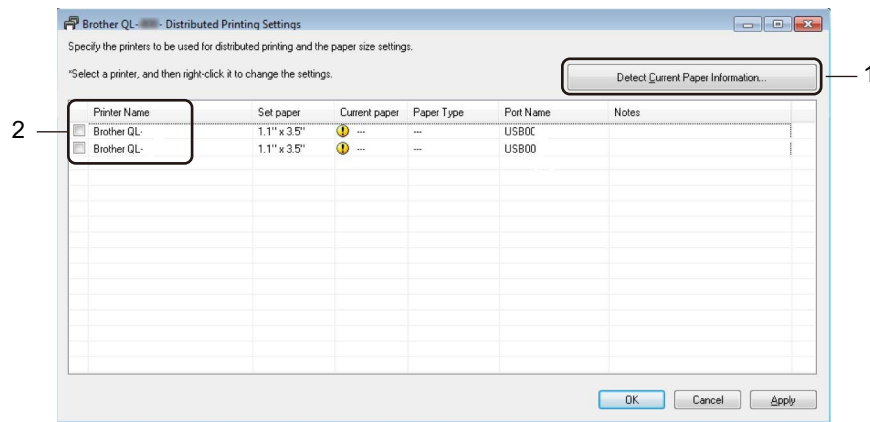 Brother QL- - Distributed Printing Settings
Specify the printers to be used for distributed printing and the paper size settings.
*Select a printer, and then right-click it to change the settings.
Detect Current Paper Information...
1
Printer Name Set paper Current paper Paper Type Port Name Notes
2
Brother QL- 1.1" x 3.5" --- --- USB00
Brother QL- 1.1" x 3.5" --- --- USB00
OK Cancel Apply